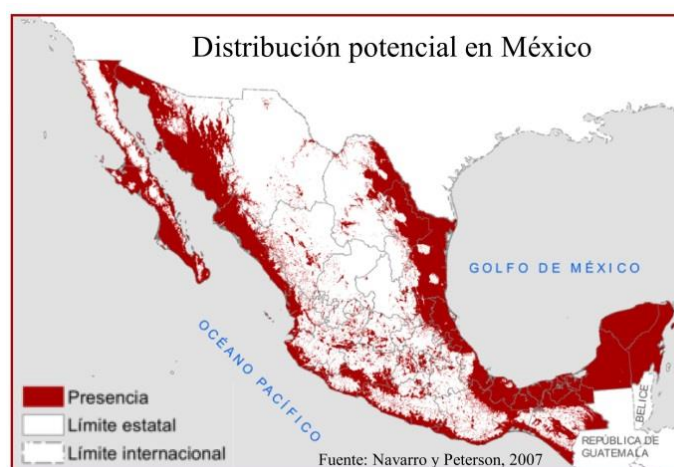 Distribución potencial en México
GOLFO DE MÉXICO
OCÉANO PACÍFICO
Presencia
Límite estatal
Límite internacional
BELICE
REPÚBLICA DE
GUATEMALA
Fuente: Navarro y Peterson, 2007